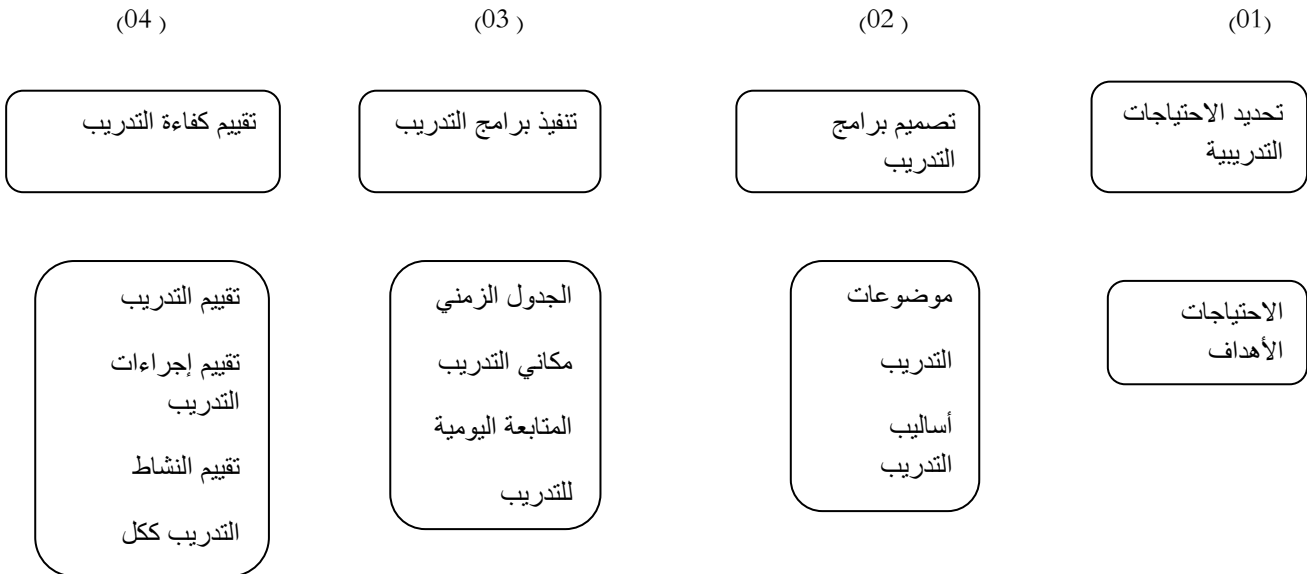 (01)
(02 )
(03 )
(04 )
تحديد الاحتياجات
التدريبية
تصميم برامج
التدريب
تنفيذ برامج التدريب
تقييم كفاءة التدريب
الاحتياجات
الأهداف
موضوعات
التدريب
أساليب
التدريب
الجدول الزمني
مكاني التدريب
المتابعة اليومية
للتدريب
تقييم التدريب
تقييم إجراءات
التدريب
تقييم النشاط
التدريب ككل